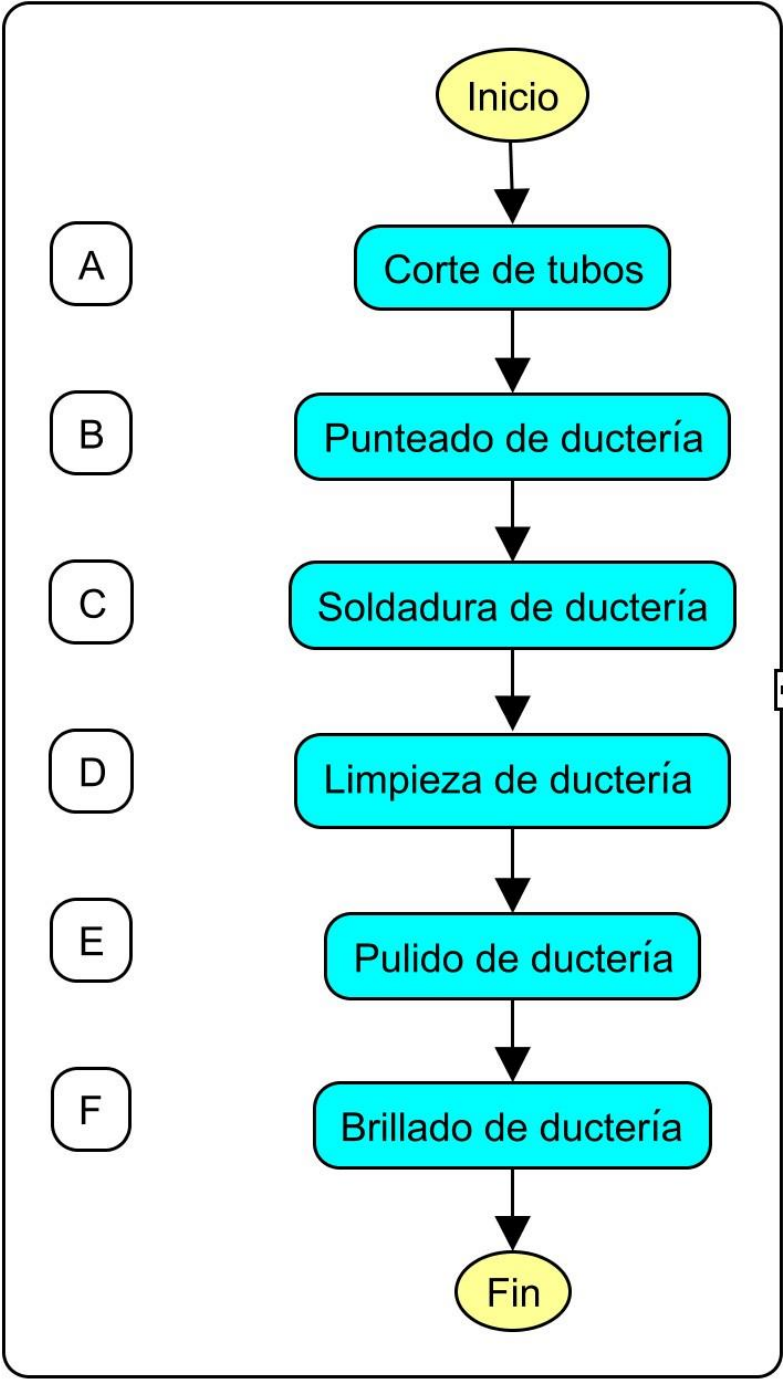 Inicio
A
Corte de tubos
B
Punteado de ductería
C
Soldadura de ductería
D
Limpieza de ductería
E
Pulido de ductería
F
Brillado de ductería
Fin